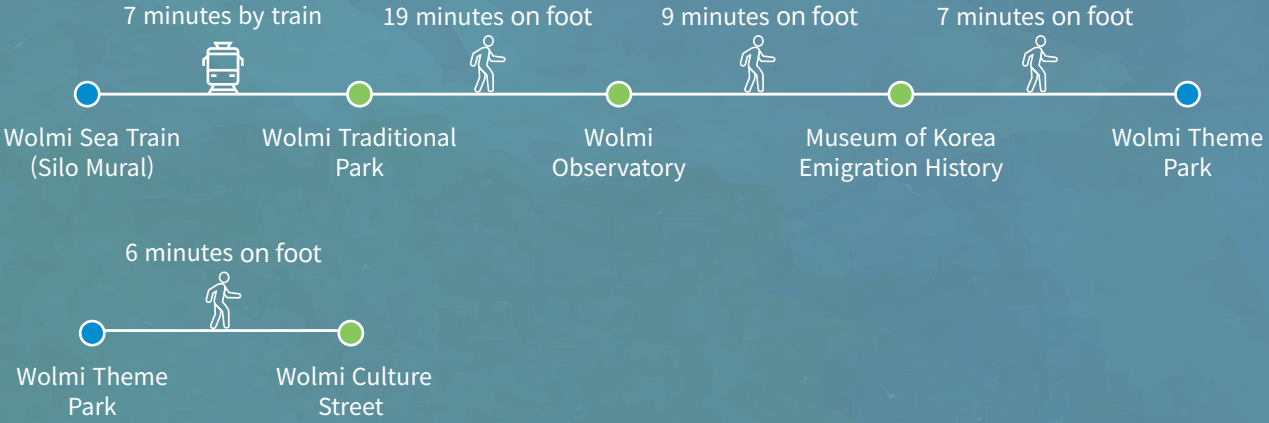 7 minutes by train
19 minutes on foot
9 minutes on foot
7 minutes on foot
Wolmi Sea Train
(Silo Mural)
Wolmi Traditional
Park
Wolmi
Observatory
Museum of Korea
Emigration History
Wolmi Theme
Park
6 minutes on foot
Wolmi Theme
Park
Wolmi Culture
Street